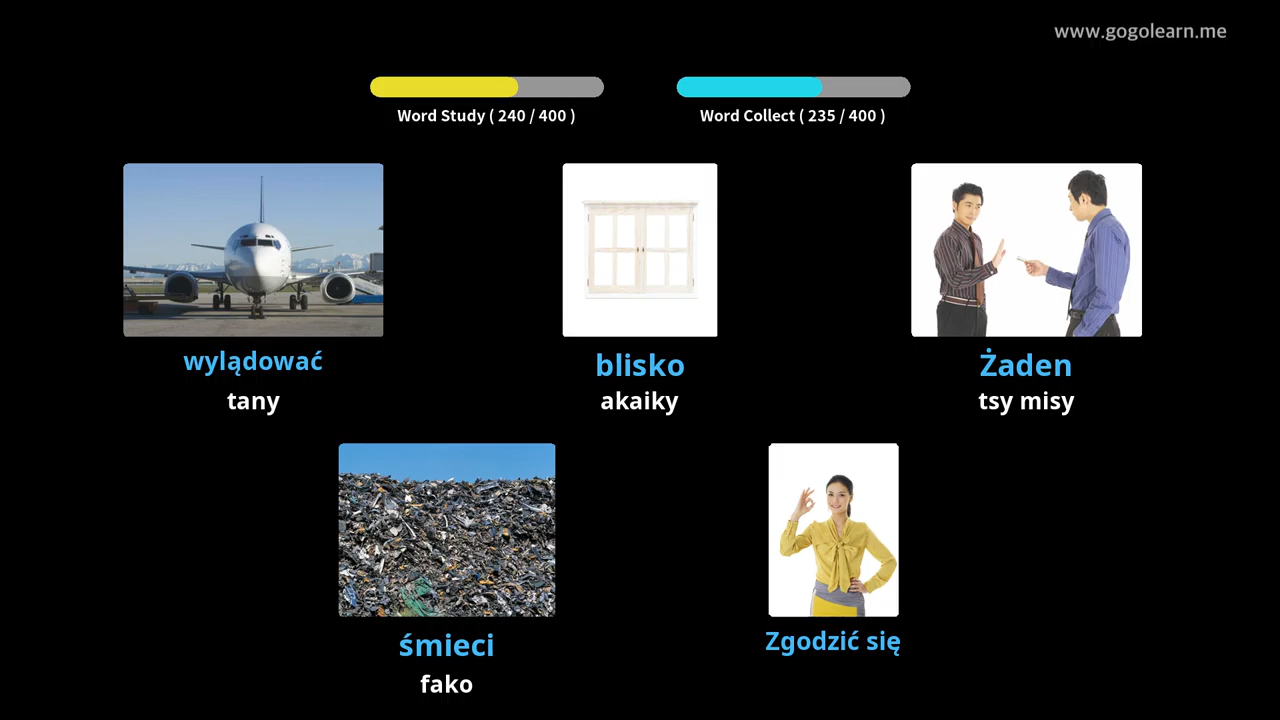 www.gogolearn.me
Word Study ( 240 / 400 )
Word Collect ( 235 / 400 )
wylądować
tany
blisko
akaiky
Żaden
tsy misy
śmieci
fako
Zgodzić się